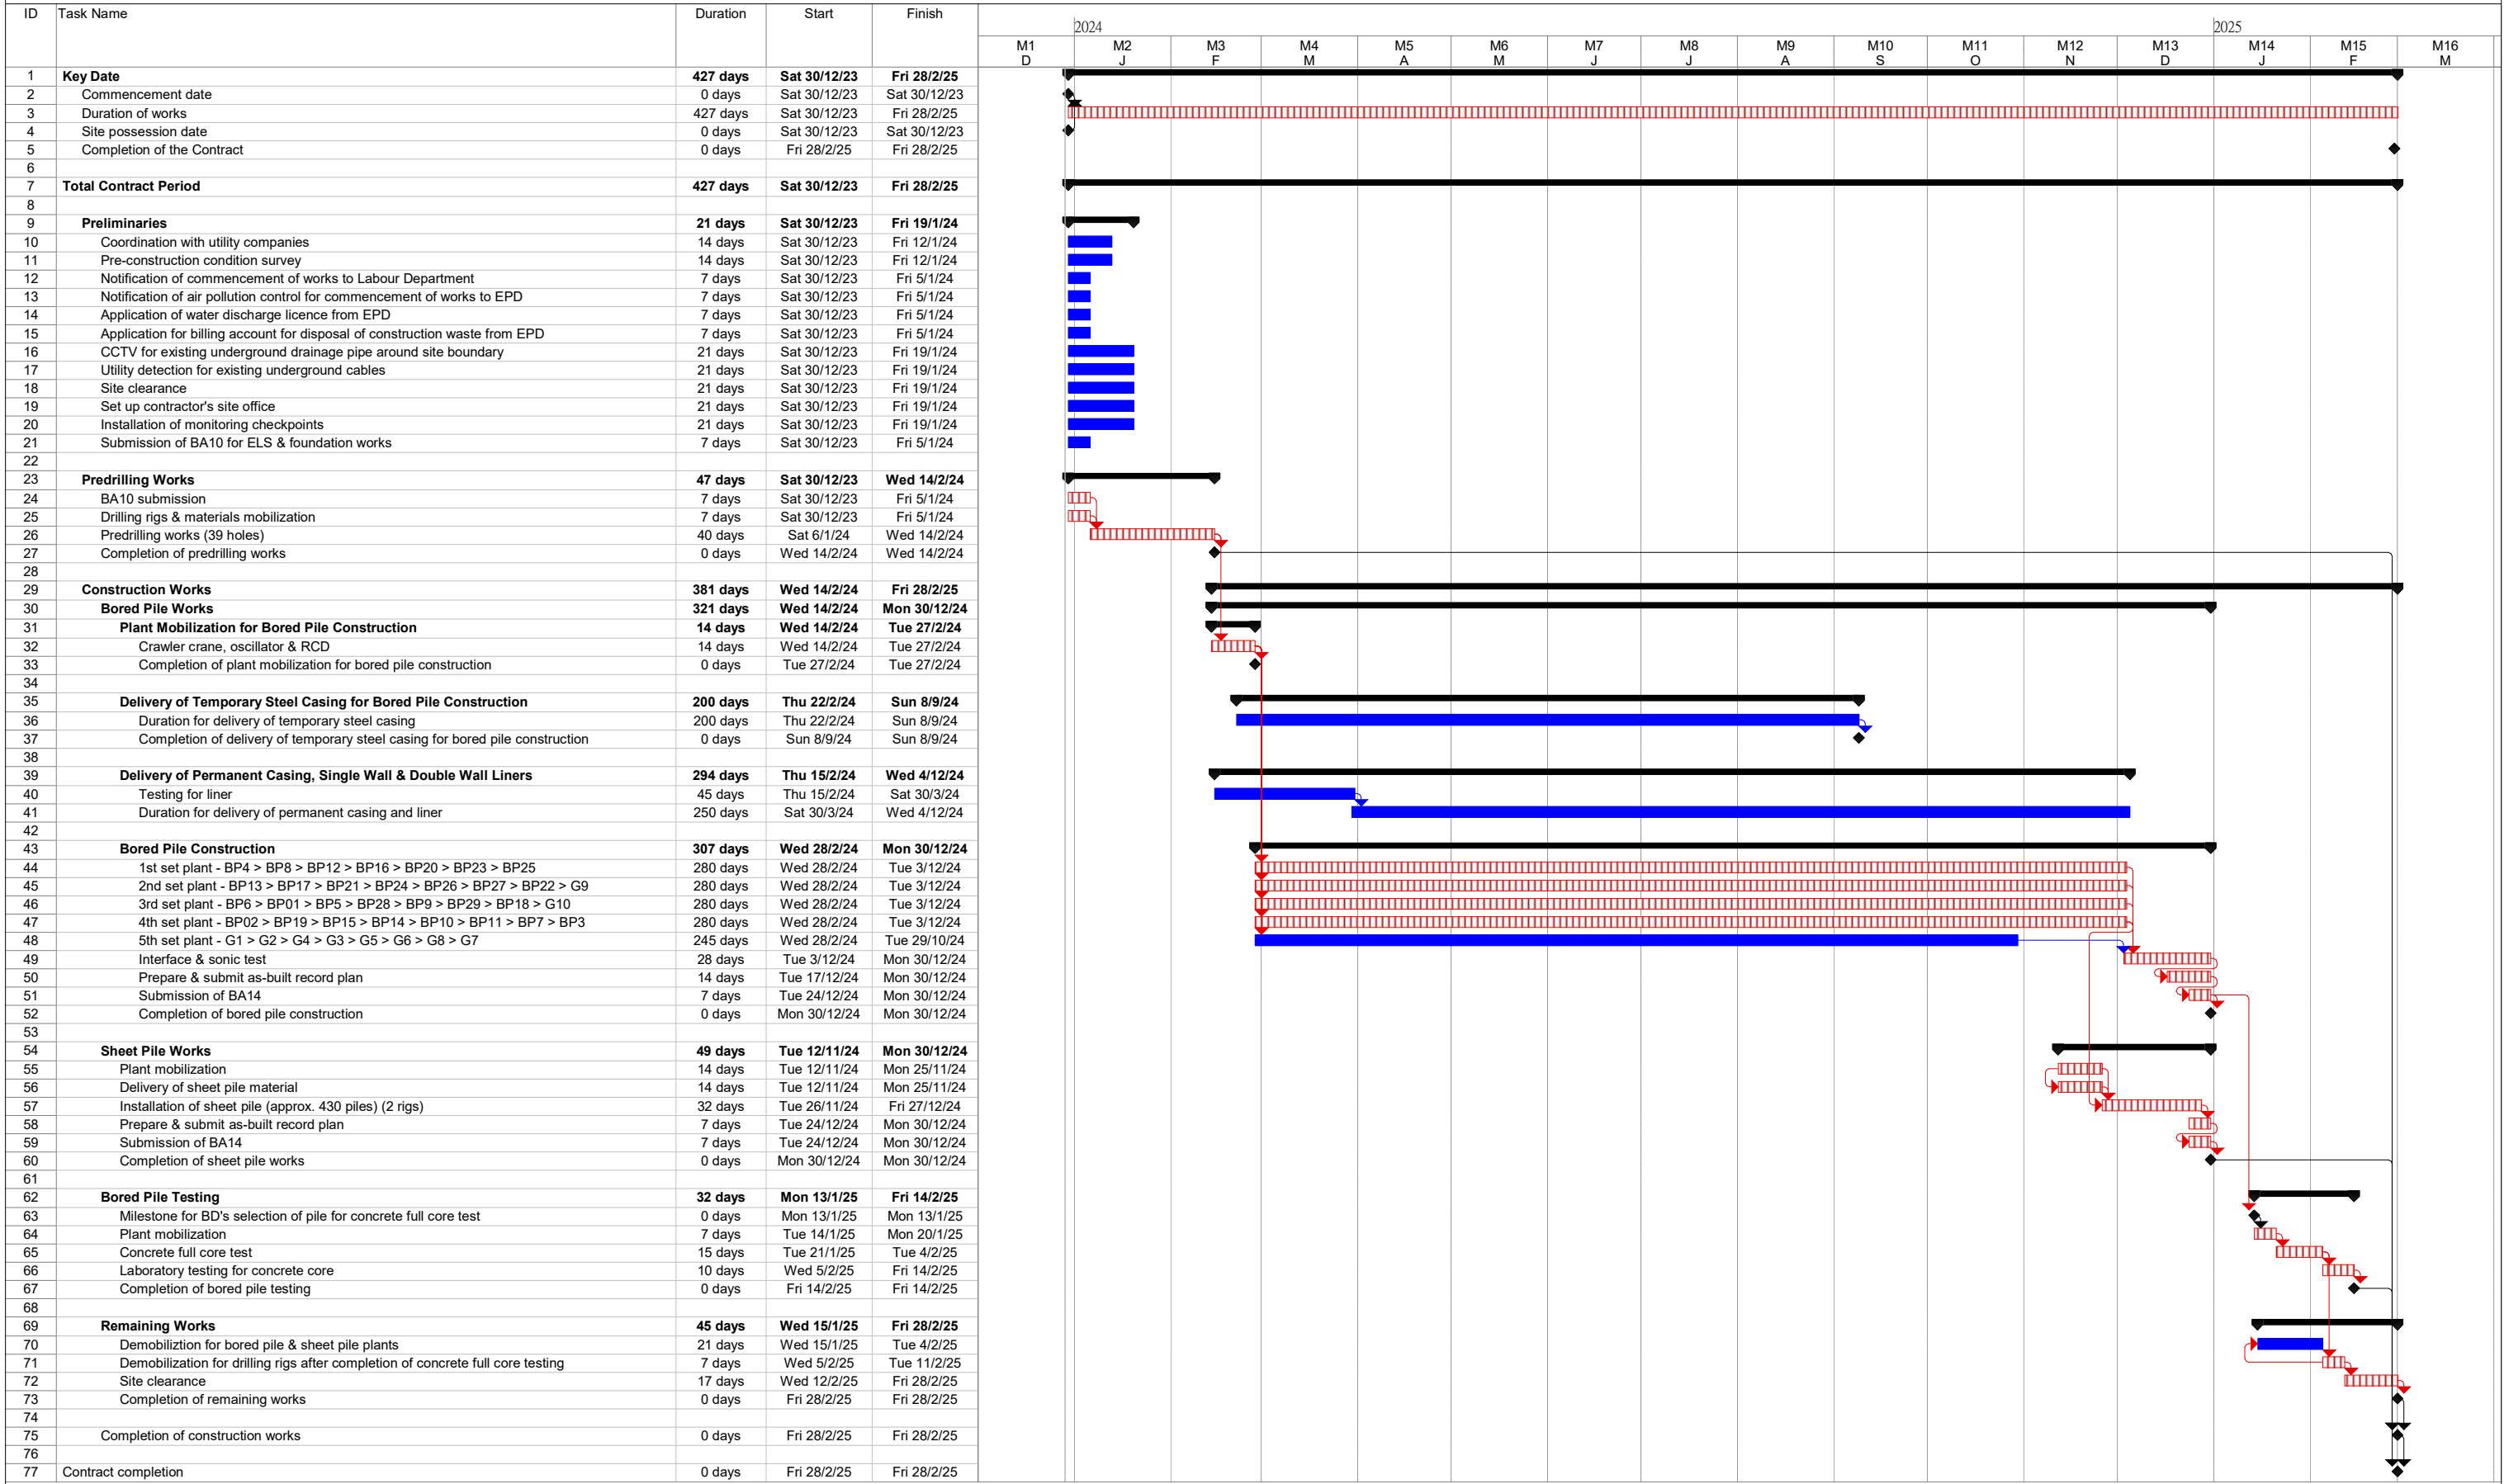 ID Task Name Duration Start Finish
2024 2025
M1 M2 M3 M4 M5 M6 M7 M8 M9 M10 M11 M12 M13 M14 M15 M16
D J F M A M J J A S O N D J F M
1 Key Date 427 days Sat 30/12/23 Fri 28/2/25
2 Commencement date 0 days Sat 30/12/23 Sat 30/12/23
3 Duration of works 427 days Sat 30/12/23 Fri 28/2/25
4 Site possession date 0 days Sat 30/12/23 Sat 30/12/23
5 Completion of the Contract 0 days Fri 28/2/25 Fri 28/2/25
6
7 Total Contract Period 427 days Sat 30/12/23 Fri 28/2/25
8
9 Preliminaries 21 days Sat 30/12/23 Fri 19/1/24
10 Coordination with utility companies 14 days Sat 30/12/23 Fri 12/1/24
11 Pre-construction condition survey 14 days Sat 30/12/23 Fri 12/1/24
12 Notification of commencement of works to Labour Department 7 days Sat 30/12/23 Fri 5/1/24
13 Notification of air pollution control for commencement of works to EPD 7 days Sat 30/12/23 Fri 5/1/24
14 Application of water discharge licence from EPD 7 days Sat 30/12/23 Fri 5/1/24
15 Application for billing account for disposal of construction waste from EPD 7 days Sat 30/12/23 Fri 5/1/24
16 CCTV for existing underground drainage pipe around site boundary 21 days Sat 30/12/23 Fri 19/1/24
17 Utility detection for existing underground cables 21 days Sat 30/12/23 Fri 19/1/24
18 Site clearance 21 days Sat 30/12/23 Fri 19/1/24
19 Set up contractor's site office 21 days Sat 30/12/23 Fri 19/1/24
20 Installation of monitoring checkpoints 21 days Sat 30/12/23 Fri 19/1/24
21 Submission of BA10 for ELS & foundation works 7 days Sat 30/12/23 Fri 5/1/24
22
23 Predrilling Works 47 days Sat 30/12/23 Wed 14/2/24
24 BA10 submission 7 days Sat 30/12/23 Fri 5/1/24
25 Drilling rigs & materials mobilization 7 days Sat 30/12/23 Fri 5/1/24
26 Predrilling works (39 holes) 40 days Sat 6/1/24 Wed 14/2/24
27 Completion of predrilling works 0 days Wed 14/2/24 Wed 14/2/24
28
29 Construction Works 381 days Wed 14/2/24 Fri 28/2/25
30 Bored Pile Works 321 days Wed 14/2/24 Mon 30/12/24
31 Plant Mobilization for Bored Pile Construction 14 days Wed 14/2/24 Tue 27/2/24
32 Crawler crane, oscillator & RCD 14 days Wed 14/2/24 Tue 27/2/24
33 Completion of plant mobilization for bored pile construction 0 days Tue 27/2/24 Tue 27/2/24
34
35 Delivery of Temporary Steel Casing for Bored Pile Construction 200 days Thu 22/2/24 Sun 8/9/24
36 Duration for delivery of temporary steel casing 200 days Thu 22/2/24 Sun 8/9/24
37 Completion of delivery of temporary steel casing for bored pile construction 0 days Sun 8/9/24 Sun 8/9/24
38
39 Delivery of Permanent Casing, Single Wall & Double Wall Liners 294 days Thu 15/2/24 Wed 4/12/24
40 Testing for liner 45 days Thu 15/2/24 Sat 30/3/24
41 Duration for delivery of permanent casing and liner 250 days Sat 30/3/24 Wed 4/12/24
42
43 Bored Pile Construction 307 days Wed 28/2/24 Mon 30/12/24
44 1st set plant - BP4 > BP8 > BP12 > BP16 > BP20 > BP23 > BP25 280 days Wed 28/2/24 Tue 3/12/24
45 2nd set plant - BP13 > BP17 > BP21 > BP24 > BP26 > BP27 > BP22 > G9 280 days Wed 28/2/24 Tue 3/12/24
46 3rd set plant - BP6 > BP01 > BP5 > BP28 > BP9 > BP29 > BP18 > G10 280 days Wed 28/2/24 Tue 3/12/24
47 4th set plant - BP02 > BP19 > BP15 > BP14 > BP10 > BP11 > BP7 > BP3 280 days Wed 28/2/24 Tue 3/12/24
48 5th set plant - G1 > G2 > G4 > G3 > G5 > G6 > G8 > G7 245 days Wed 28/2/24 Tue 29/10/24
49 Interface & sonic test 28 days Tue 3/12/24 Mon 30/12/24
50 Prepare & submit as-built record plan 14 days Tue 17/12/24 Mon 30/12/24
51 Submission of BA14 7 days Tue 24/12/24 Mon 30/12/24
52 Completion of bored pile construction 0 days Mon 30/12/24 Mon 30/12/24
53
54 Sheet Pile Works 49 days Tue 12/11/24 Mon 30/12/24
55 Plant mobilization 14 days Tue 12/11/24 Mon 25/11/24
56 Delivery of sheet pile material 14 days Tue 12/11/24 Mon 25/11/24
57 Installation of sheet pile (approx. 430 piles) (2 rigs) 32 days Tue 26/11/24 Fri 27/12/24
58 Prepare & submit as-built record plan 7 days Tue 24/12/24 Mon 30/12/24
59 Submission of BA14 7 days Tue 24/12/24 Mon 30/12/24
60 Completion of sheet pile works 0 days Mon 30/12/24 Mon 30/12/24
61
62 Bored Pile Testing 32 days Mon 13/1/25 Fri 14/2/25
63 Milestone for BD's selection of pile for concrete full core test 0 days Mon 13/1/25 Mon 13/1/25
64 Plant mobilization 7 days Tue 14/1/25 Mon 20/1/25
65 Concrete full core test 15 days Tue 21/1/25 Tue 4/2/25
66 Laboratory testing for concrete core 10 days Wed 5/2/25 Fri 14/2/25
67 Completion of bored pile testing 0 days Fri 14/2/25 Fri 14/2/25
68
69 Remaining Works 45 days Wed 15/1/25 Fri 28/2/25
70 Demobiliztion for bored pile & sheet pile plants 21 days Wed 15/1/25 Tue 4/2/25
71 Demobilization for drilling rigs after completion of concrete full core testing 7 days Wed 5/2/25 Tue 11/2/25
72 Site clearance 17 days Wed 12/2/25 Fri 28/2/25
73 Completion of remaining works 0 days Fri 28/2/25 Fri 28/2/25
74
75 Completion of construction works 0 days Fri 28/2/25 Fri 28/2/25
76
77 Contract completion 0 days Fri 28/2/25 Fri 28/2/25